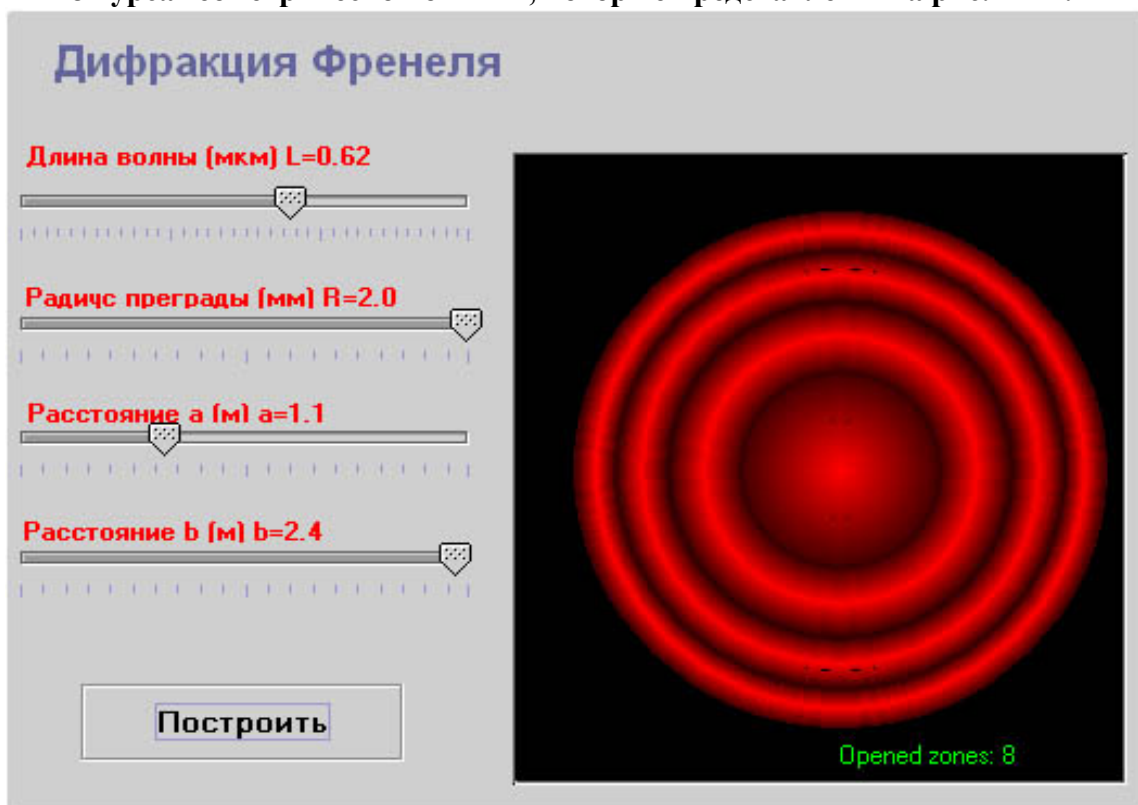 Дифракция Френеля
Длина волны (мкм) L=0.62
Радичс преграды (мм) R=2.0
Расстояние a (м) a=1.1
Расстояние b (м) b=2.4
Построить
Opened zones: 8